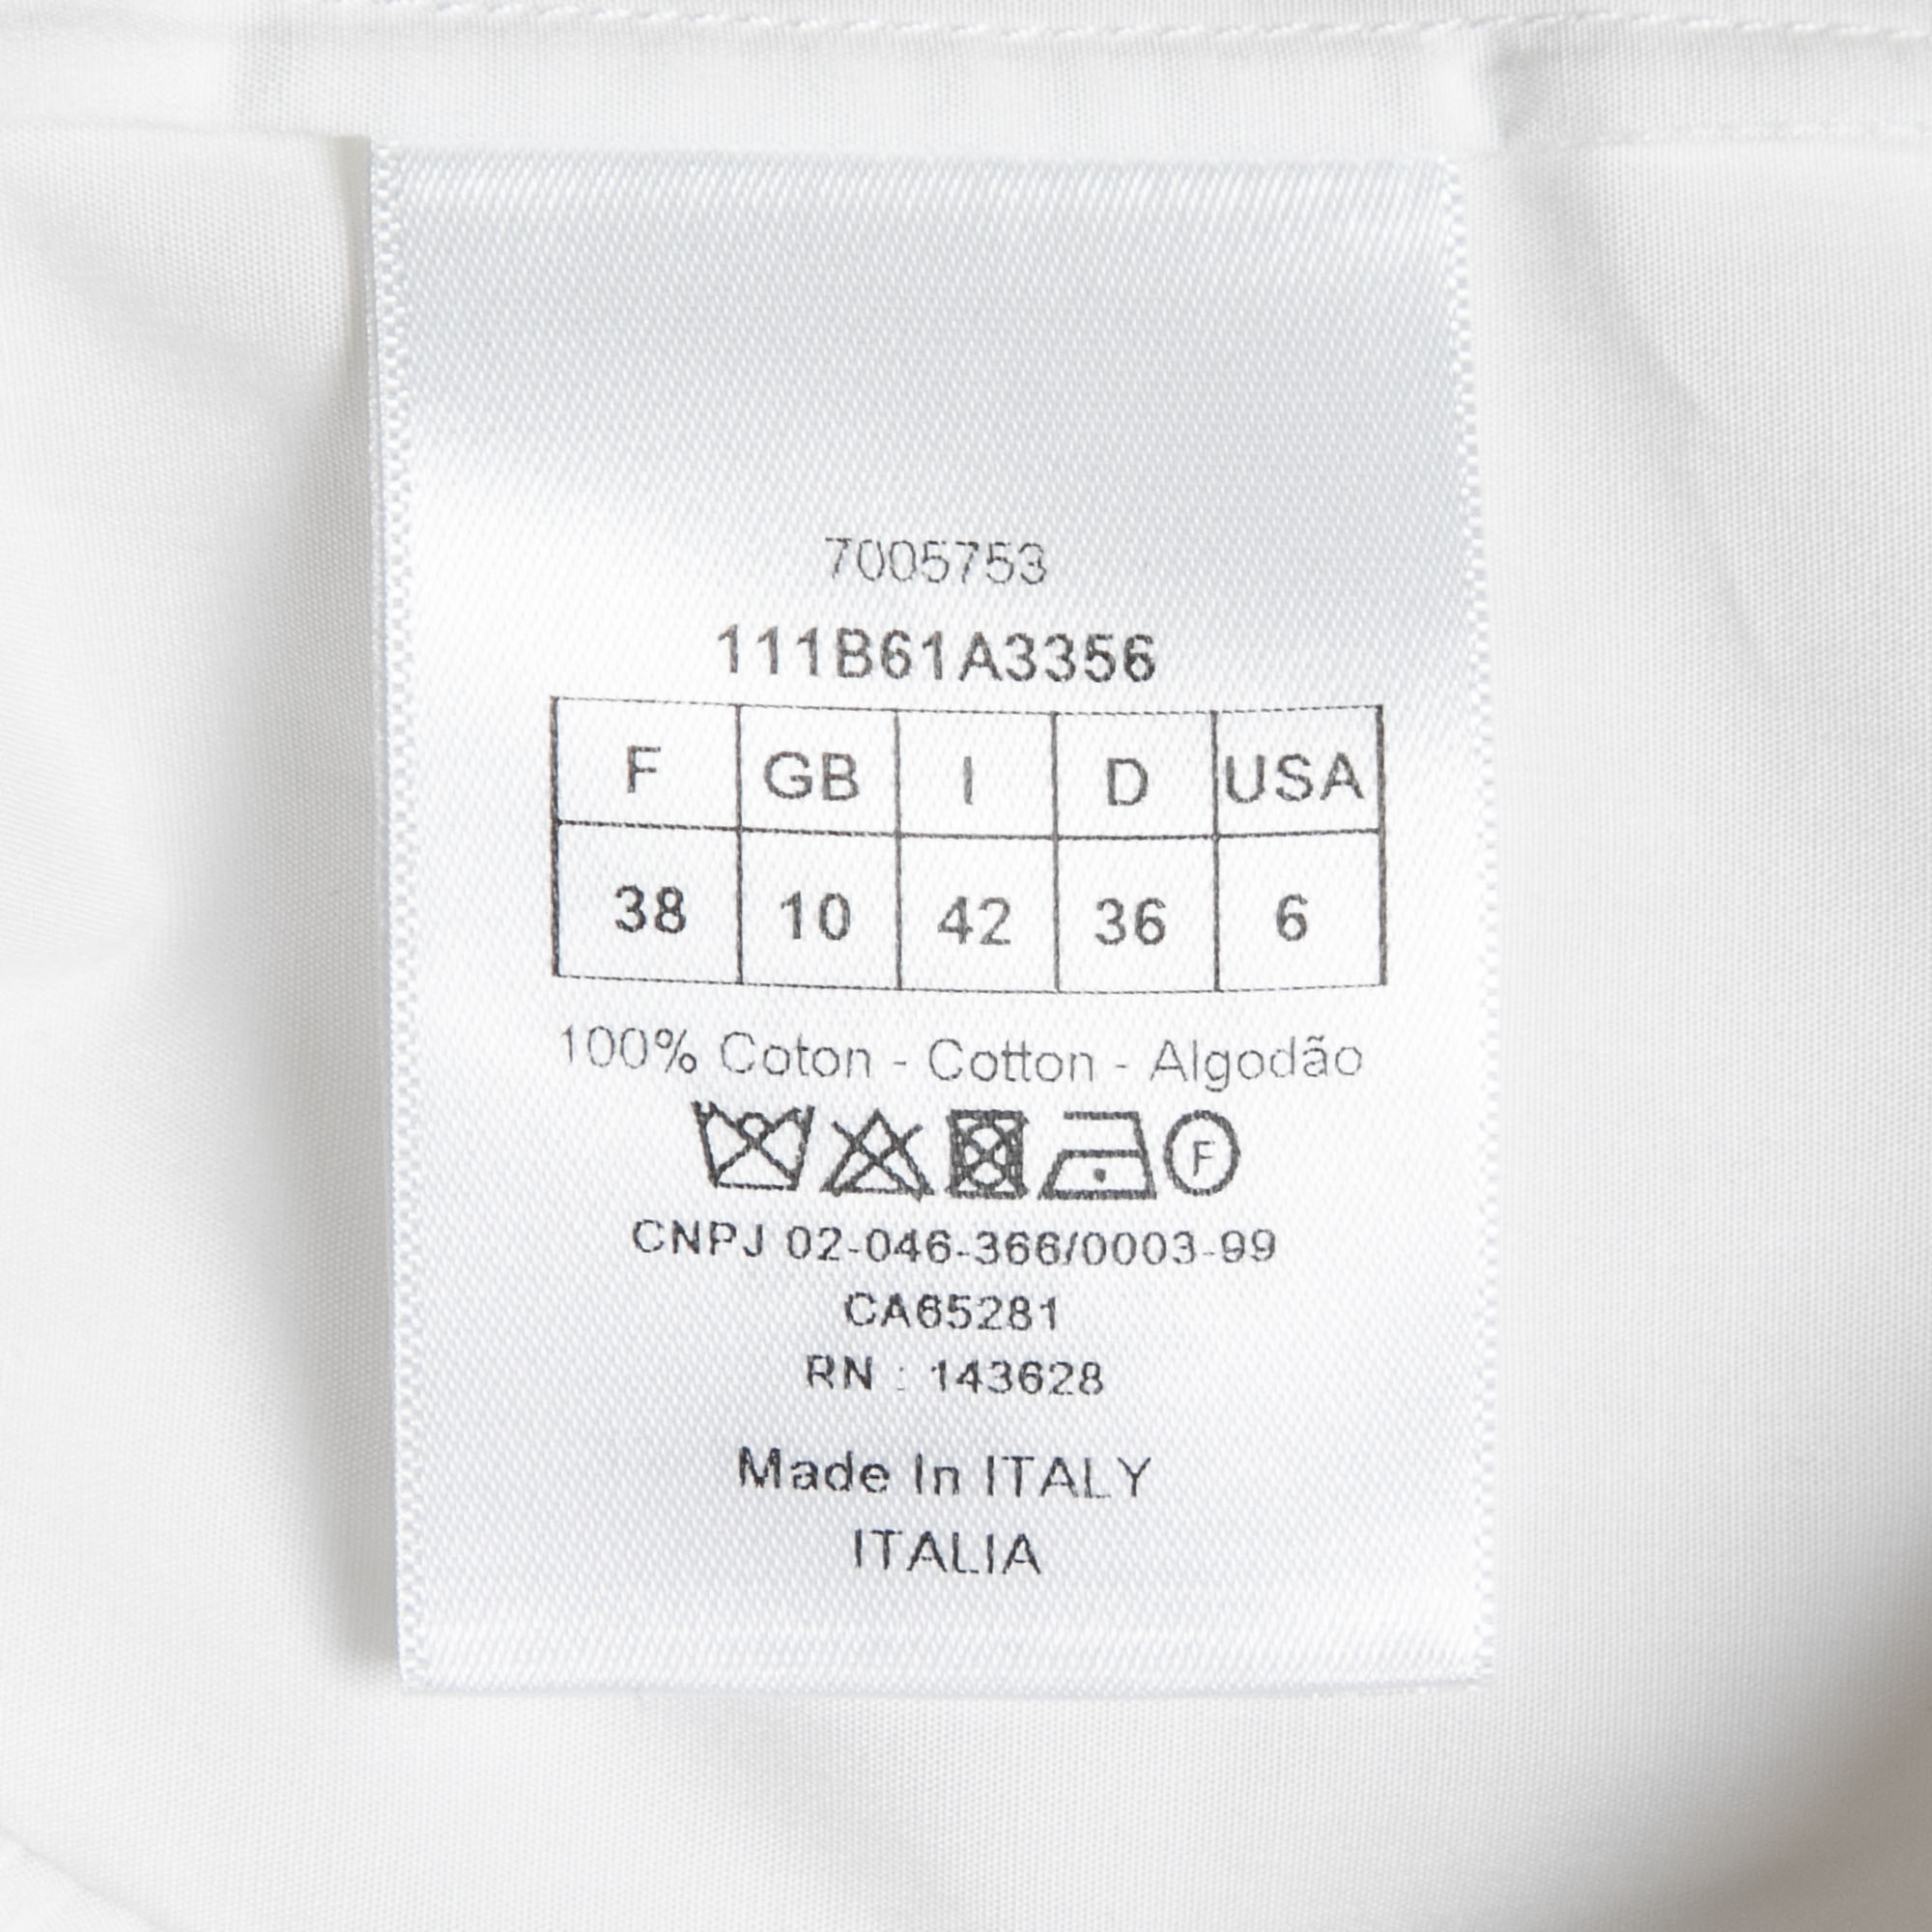 7005753
111B61A3356
F GB I D USA
38 10 42 36 6
100% Coton - Cotton - Algodão
F
CNPJ 02-046-366/0003-99
CA65281
RN : 143628
Made In ITALY
ITALIA